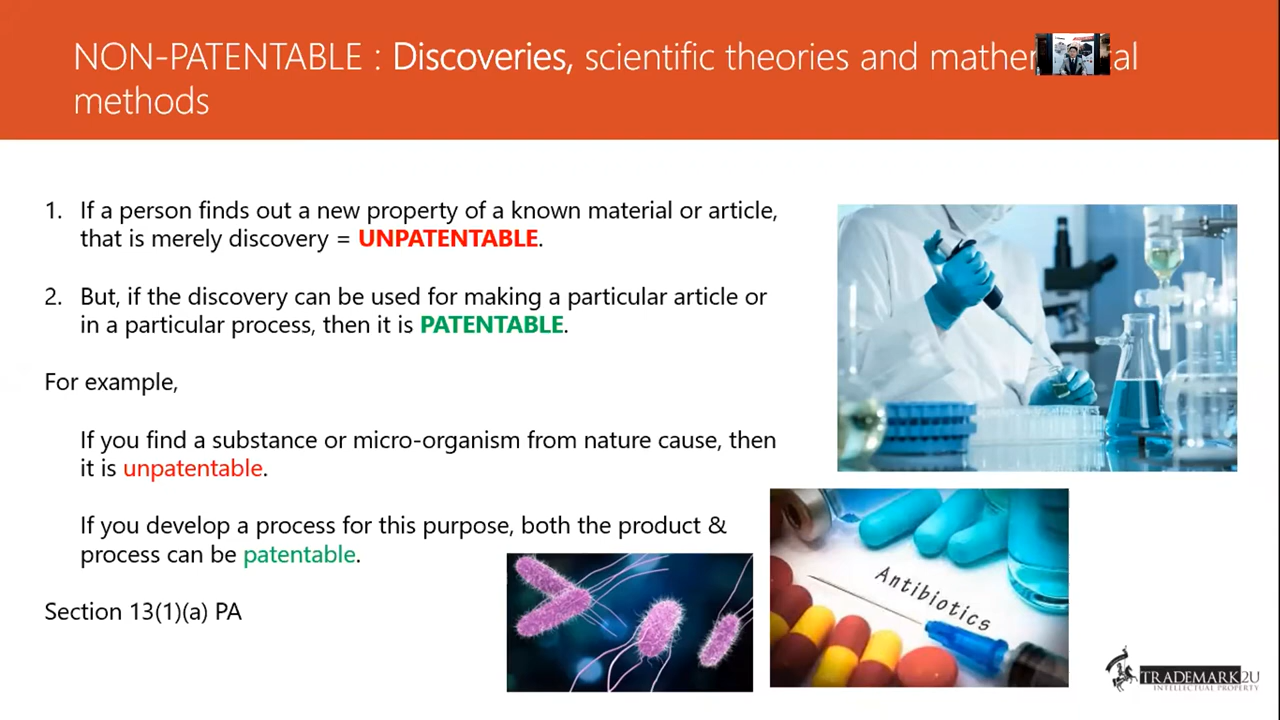 NON-PATENTABLE : Discoveries, scientific theories and
methods
1. If a person finds out a new property of a known material or article,
that is merely discovery = UNPATENTABLE.
2. But, if the discovery can be used for making a particular article or
in a particular process, then it is PATENTABLE.
For example,
If you find a substance or micro-organism from nature cause, then
it is unpatentable.
If you develop a process for this purpose, both the product &
process can be patentable.
Section 13(1)(a) PA
Antibiotics
TRADEMARK2U
INTELLECTUAL PROPERTY